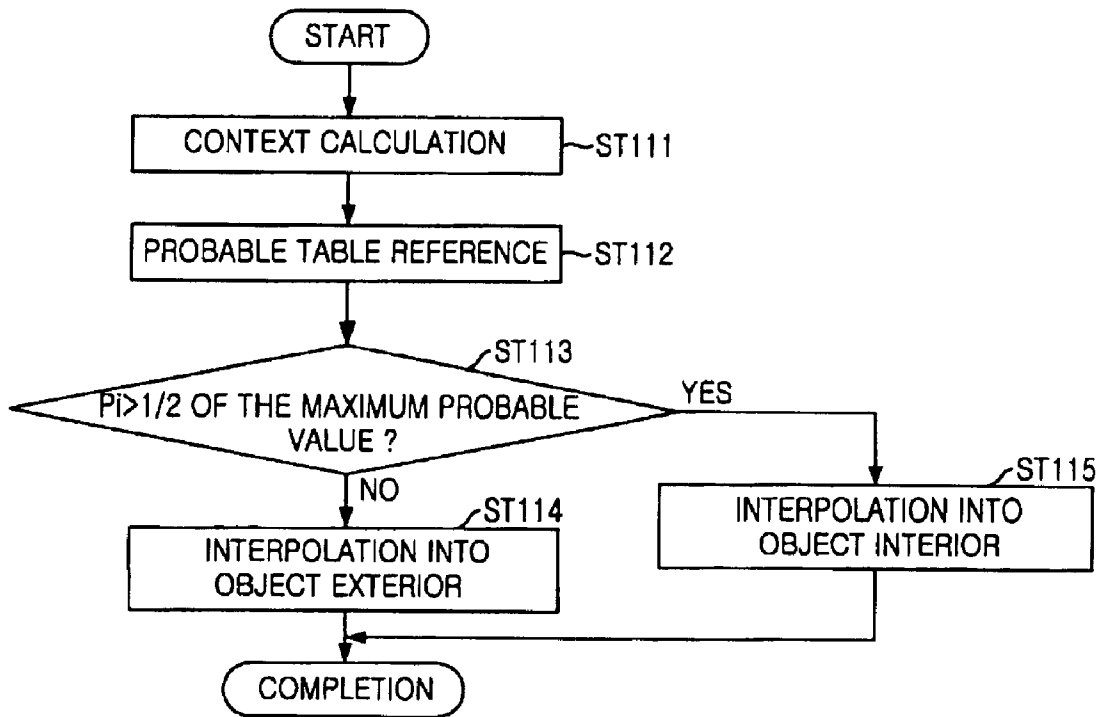 START
CONTEXT CALCULATION
ST111
PROBABLE TABLE REFERENCE
ST112
ST113
Pi>1/2 OF THE MAXIMUM PROBABLE
VALUE ?
YES
NO
ST114
INTERPOLATION INTO
OBJECT EXTERIOR
ST115
INTERPOLATION INTO
OBJECT INTERIOR
COMPLETION